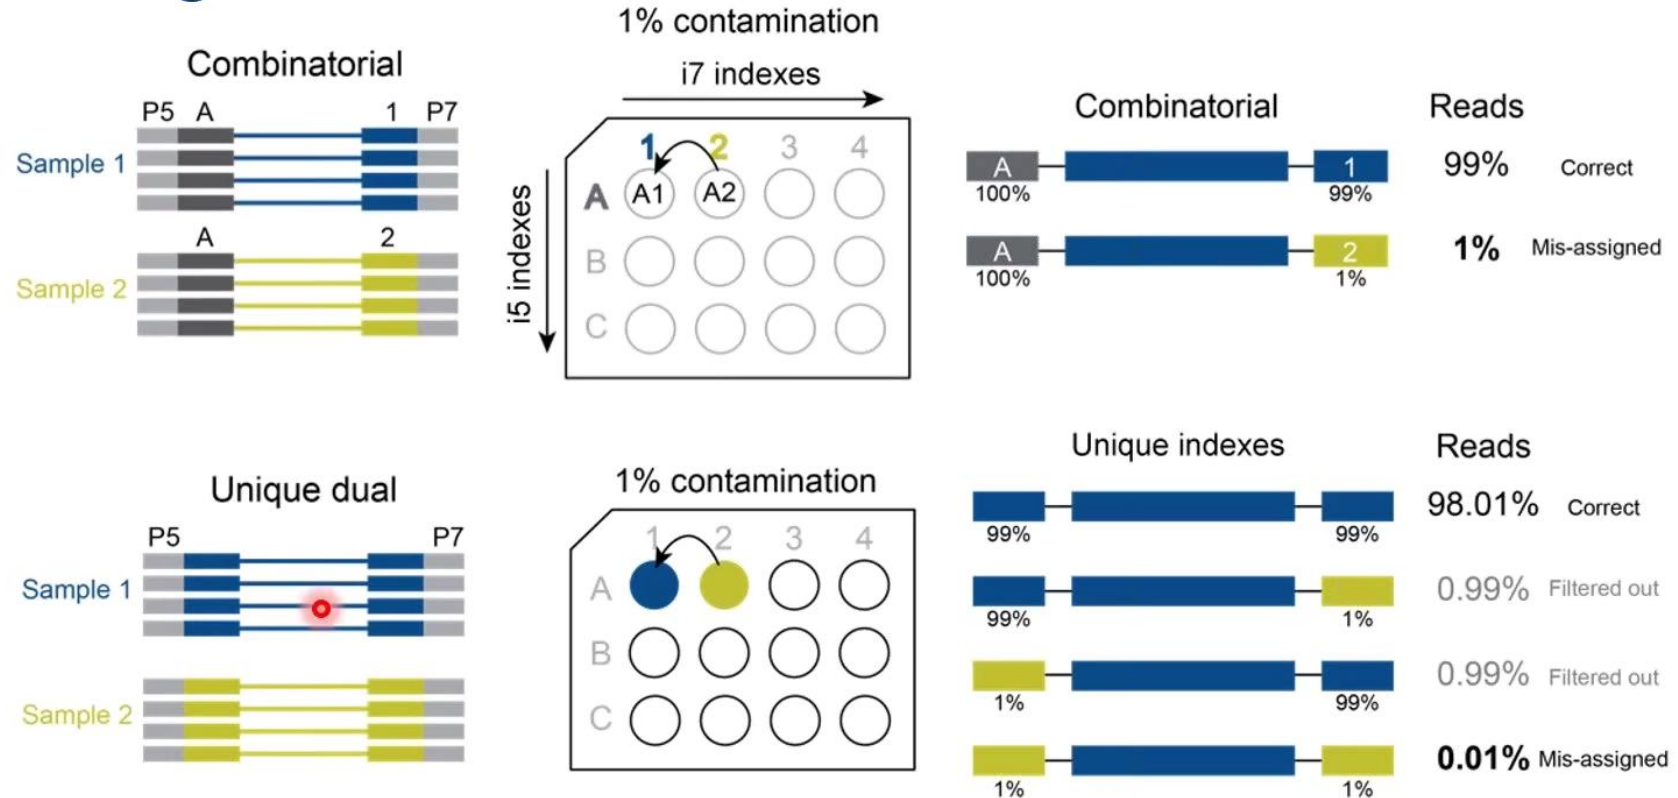 Combinatorial
P5 A 1 P7
Sample 1
A 2
Sample 2
1% contamination
i7 indexes
i5 indexes
1 2 3 4
A A1 A2
B
C
Combinatorial Reads
A 1 99% Correct
100% 99%
A 2 1% Mis-assigned
100% 1%
Unique dual
P5 P7
Sample 1
Sample 2
1% contamination
1 2 3 4
A
B
C
Unique indexes Reads
98.01% Correct
99% 99%
0.99% Filtered out
99% 1%
0.99% Filtered out
1% 99%
0.01% Mis-assigned
1% 1%